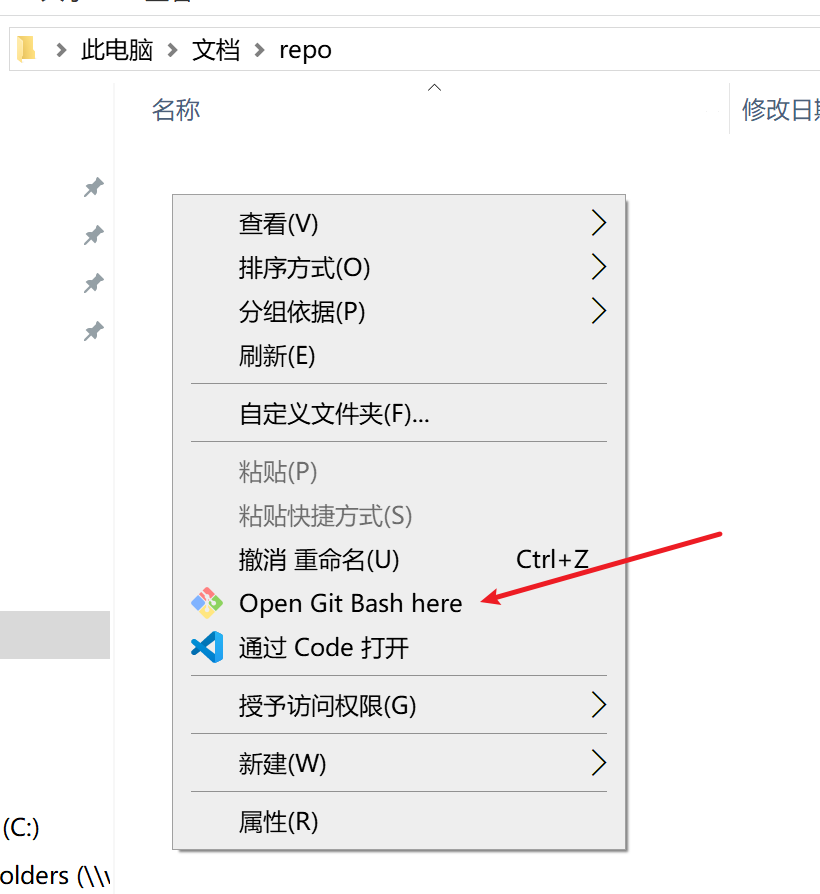 此电脑 > 文档 > repo
名称
修改日期
查看(V)
排序方式(O)
分组依据(P)
刷新(E)
自定义文件夹(F)...
粘贴(P)
粘贴快捷方式(S)
撤消 重命名(U) Ctrl+Z
Open Git Bash here
通过 Code 打开
授予访问权限(G)
新建(W)
属性(R)
(C:)
olders (\\v